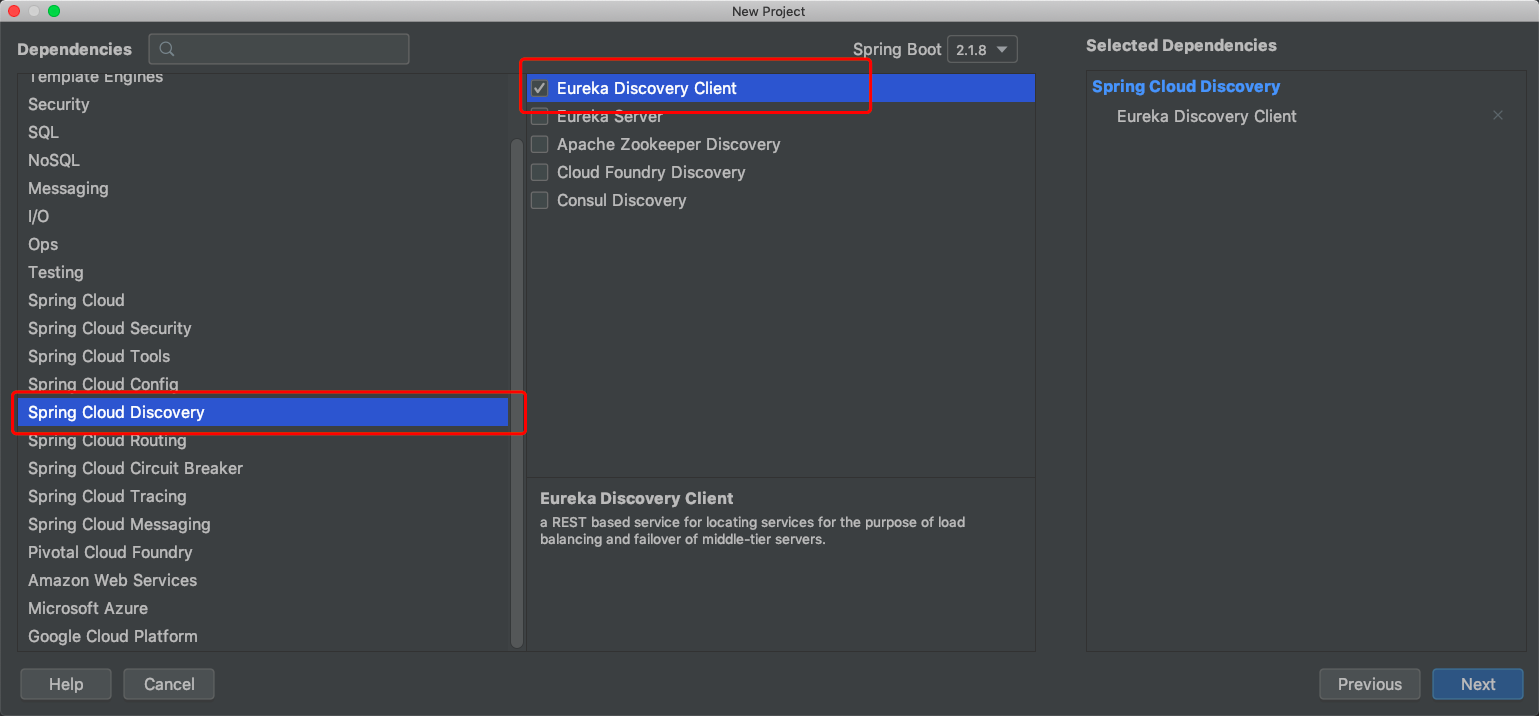 New Project
Dependencies
Spring Boot 2.1.8
Selected Dependencies
Template Engines
Security
SQL
NoSQL
Messaging
I/O
Ops
Testing
Spring Cloud
Spring Cloud Security
Spring Cloud Tools
Spring Cloud Config
Spring Cloud Discovery
Spring Cloud Routing
Spring Cloud Circuit Breaker
Spring Cloud Tracing
Spring Cloud Messaging
Pivotal Cloud Foundry
Amazon Web Services
Microsoft Azure
Google Cloud Platform
Eureka Discovery Client
Eureka Server
Apache Zookeeper Discovery
Cloud Foundry Discovery
Consul Discovery
Eureka Discovery Client
a REST based service for locating services for the purpose of load
balancing and failover of middle-tier servers.
Spring Cloud Discovery
Eureka Discovery Client
Help
Cancel
Previous
Next